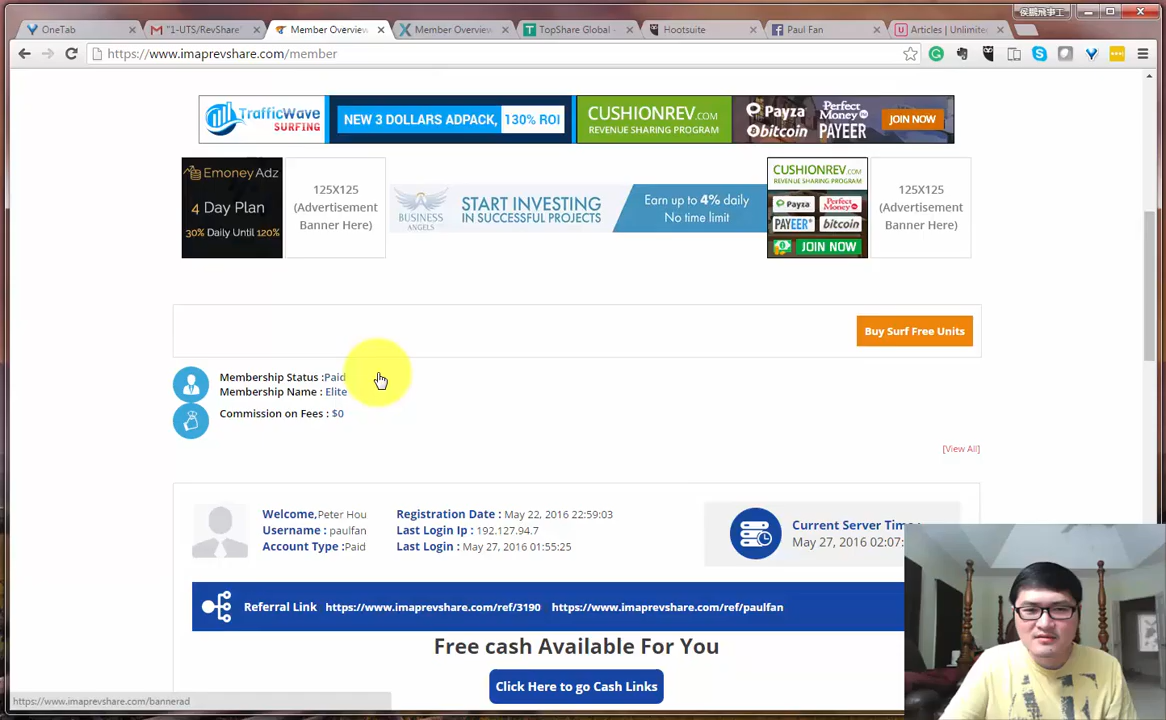 侯鵬飛爭工
OneTab
"1-UTS/RevShare
Member Overview
Member Overview
TopShare Global -
Hootsuite
Paul Fan
Articles | Unlimite
https://www.imaprevshare.com/member
TrafficWave
SURFING
NEW 3 DOLLARS ADPACK, 130% ROI
CUSHIONREV.COM
REVENUE SHARING PROGRAM
Payza
bitcoin
Perfect
Money
PAYEER
JOIN NOW
EmoneyAdz
4 Day Plan
30% Daily Until 120%
125X125
(Advertisement
Banner Here)
BUSINESS
ANGELS
START INVESTING
IN SUCCESSFUL PROJECTS
Earn up to 4% daily
No time limit
CUSHIONREV.COM
REVENUE SHARING PROGRAM
Payza
Perfect
Money
PAYEER
bitcoin
JOIN NOW
125X125
(Advertisement
Banner Here)
Buy Surf Free Units
Membership Status :Paid
Membership Name : Elite
Commission on Fees : $0
[View All]
Welcome,Peter Hou
Username : paulfan
Account Type :Paid
Registration Date : May 22, 2016 22:59:03
Last Login Ip : 192.127.94.7
Last Login : May 27, 2016 01:55:25
Current Server Time :
May 27, 2016 02:07:
Referral Link https://www.imaprevshare.com/ref/3190 https://www.imaprevshare.com/ref/paulfan
Free cash Available For You
Click Here to go Cash Links
https://www.imaprevshare.com/bannerad